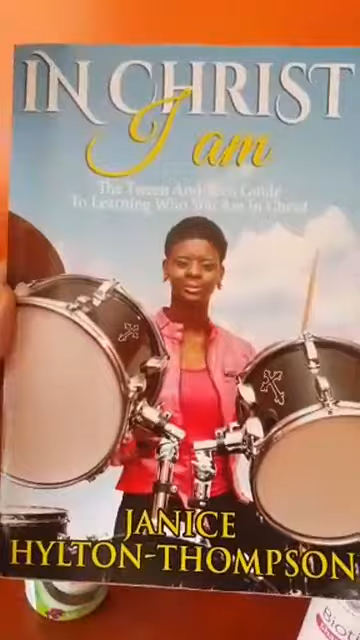 IN CHRIST
I am
The Tween And Teen Guide
To Learning Who You Are In Christ
JANICE
HYLTON-THOMPSON